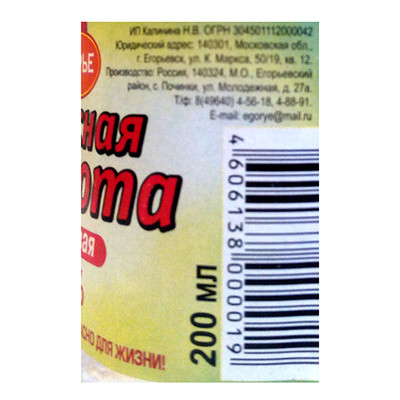 ИП Калинина Н.В. ОГРН 304501112000042
Юридический адрес: 140301, Московская обл.,
г. Егорьевск, ул. К. Маркса, 50/19, кв. 12.
Производство: Россия, 140324, М.О., Егорьевский
район, с. Починки, ул. Молодежная, д. 27а.
Т/ф: 8(49640) 4-56-18, 4-88-91.
E-mail: egorye@mail.ru
ЬЕ
сная
ота
ая
200 МЛ
4 606138 000019
СНО ДЛЯ ЖИЗНИ!